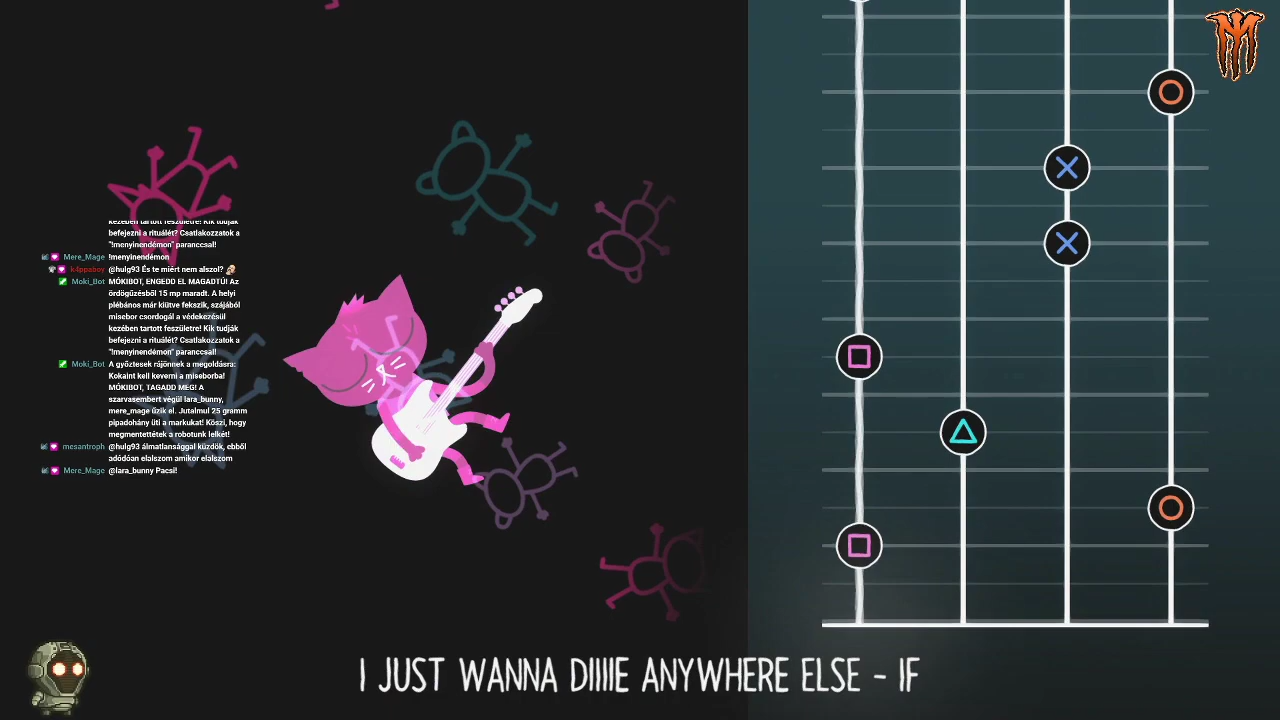 kezében tartott feszületre! Kik tudják
befejezni a rituálét? Csatlakozzatok a
"!menyinendémon" paranccsal!
Mere_Mage !menyinendémon
k4ppaboy @hulg93 És te miért nem alszol?
Moki_Bot MÓKIBOT, ENGEDD EL MAGADTÚ! Az
ördögűzésből 15 mp maradt. A helyi
plébános már kiütve fekszik, szájából
misebor csordogál a védekezésül
kezében tartott feszületre! Kik tudják
befejezni a rituálét? Csatlakozzatok a
"!menyinendémon" paranccsal!
Moki_Bot A győztesek rájönnek a megoldásra:
Kokaint kell keverni a miseborba!
MÓKIBOT, TAGADD MEG! A
szarvasembert végül lara_bunny,
mere_mage űzik el. Jutalmul 25 gramm
pipadohány üti a markukat! Köszi, hogy
megmentettétek a robotunk lelkét!
mesantroph @hulg93 álmatlansággal küzdök, ebből
adódóan elalszom amikor elalszom
Mere_Mage @lara_bunny Pacsi!
I JUST WANNA DIIIIE ANYWHERE ELSE - IF